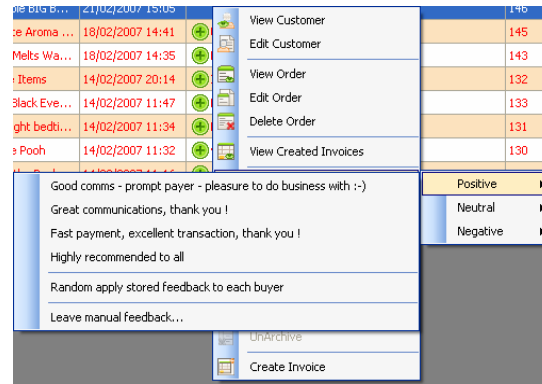 ble BIG B... 21/02/2007 15:05 146
te Aroma ... 18/02/2007 14:41 145
Melts Wa... 18/02/2007 14:35 143
Items 14/02/2007 20:14 132
Black Eve... 14/02/2007 11:47 133
ght bedti... 14/02/2007 11:34 131
e Pooh 14/02/2007 11:32 130
View Customer
Edit Customer
View Order
Edit Order
Delete Order
View Created Invoices
Positive
Neutral
Negative
Good comms - prompt payer - pleasure to do business with :-)
Great communications, thank you !
Fast payment, excellent transaction, thank you !
Highly recommended to all
Random apply stored feedback to each buyer
Leave manual feedback...
UnArchive
Create Invoice